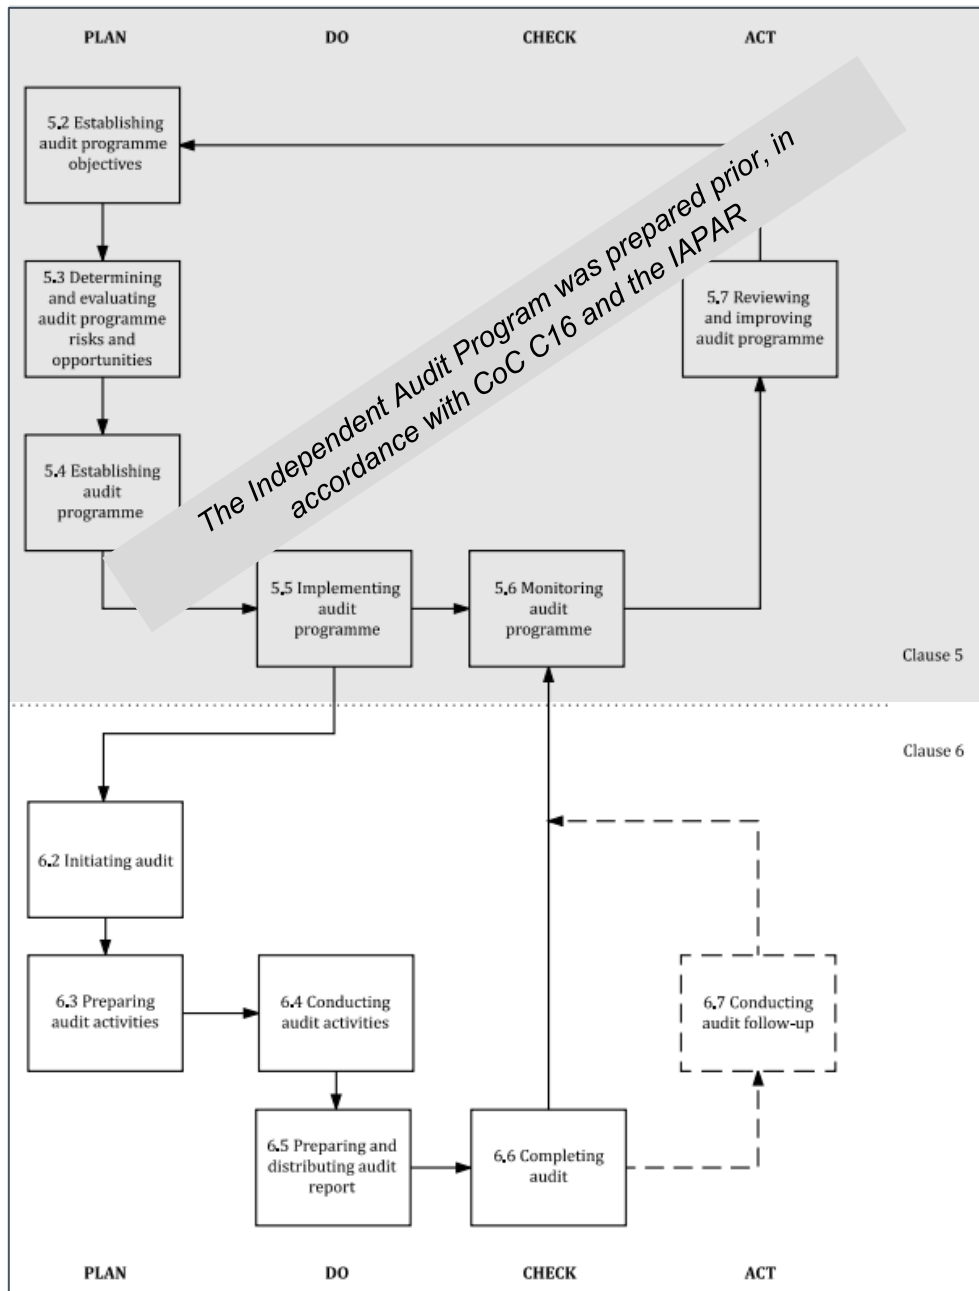 PLAN DO CHECK ACT
5.2 Establishing
audit programme
objectives
5.3 Determining
and evaluating
audit programme
risks and
opportunities
5.4 Establishing
audit
programme
The Independent Audit Program was prepared prior, in
accordance with CoC C16 and the IAPAR
5.7 Reviewing
and improving
audit programme
5.5 Implementing
audit
programme
5.6 Monitoring
audit
programme
Clause 5
Clause 6
6.2 Initiating audit
6.3 Preparing
audit activities
6.4 Conducting
audit activities
6.7 Conducting
audit follow-up
6.5 Preparing and
distributing audit
report
6.6 Completing
audit
PLAN DO CHECK ACT